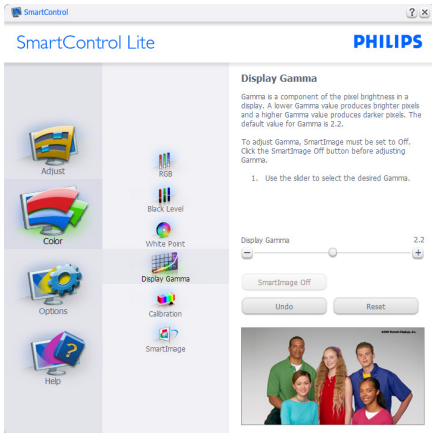 SmartControl
SmartControl Lite
PHILIPS
Adjust
Color
Options
Help
RGB
Black Level
White Point
Display Gamma
Calibration
SmartImage
Display Gamma
Gamma is a component of the pixel brightness in a
display. A lower Gamma value produces brighter pixels
and a higher Gamma value produces darker pixels. The
default value for Gamma is 2.2.
To adjust Gamma, SmartImage must be set to Off.
Click the SmartImage Off button before adjusting
Gamma.
1. Use the slider to select the desired Gamma.
Display Gamma 2.2
SmartImage Off
Undo Reset